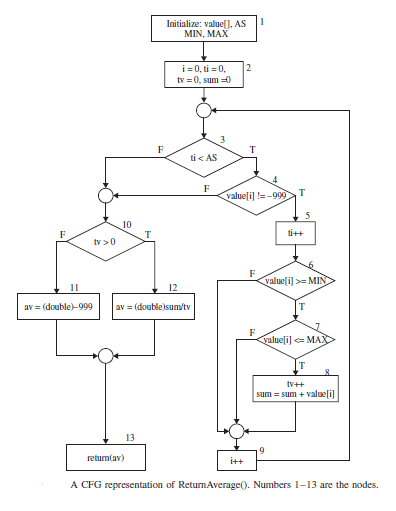 Initialize: value[], AS
MIN, MAX
1
i = 0, ti = 0,
tv = 0, sum =0
2
3
F
ti < AS
T
4
F
value[i] !=−999
T
5
ti++
10
F
tv > 0
T
6
F
value[i] >= MIN
T
11
av = (double)−999
12
av = (double)sum/tv
7
F
value[i] <= MAX
T
8
tv++
sum = sum + value[i]
13
return(av)
9
i++
A CFG representation of ReturnAverage(). Numbers 1–13 are the nodes.